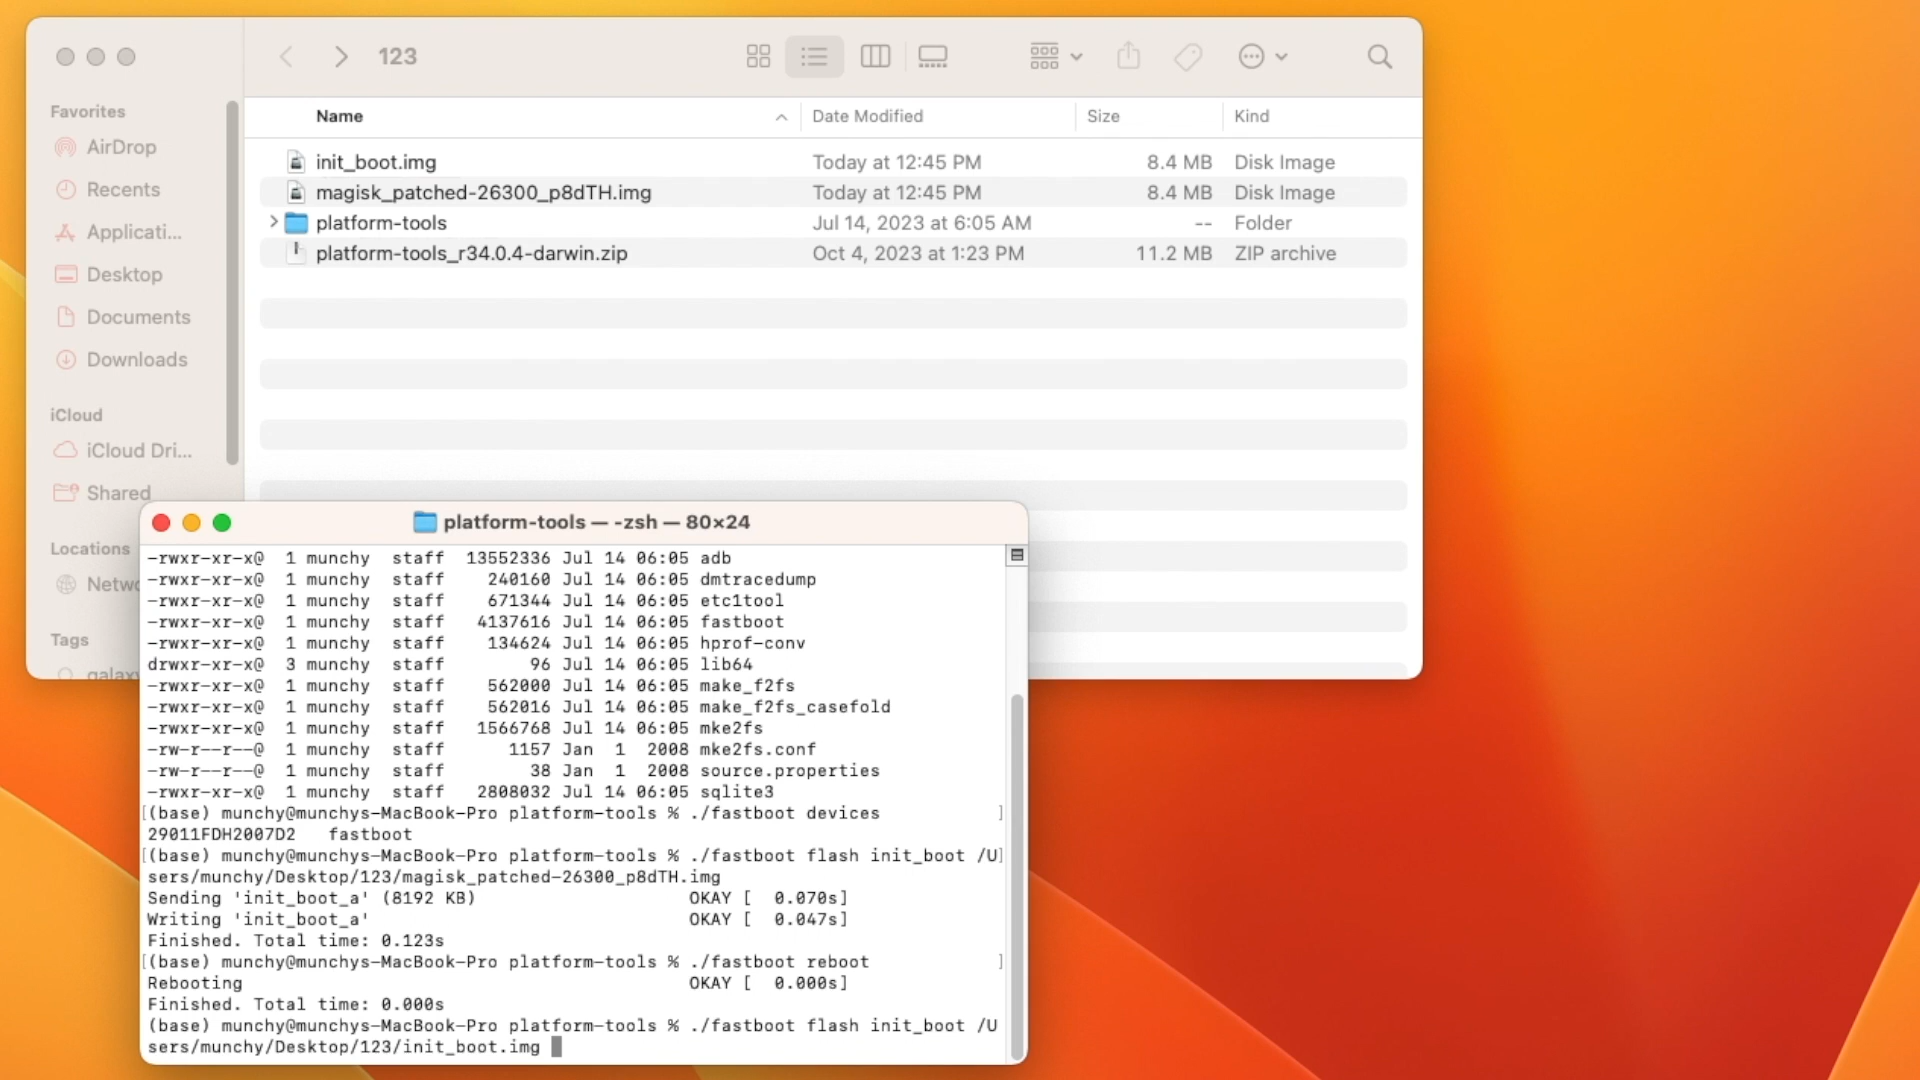 123
Favorites
AirDrop
Recents
Applicati...
Desktop
Documents
Downloads
iCloud
iCloud Dri...
Shared
Locations
Netwo
Tags
galaxy
Name Date Modified Size Kind
init_boot.img Today at 12:45 PM 8.4 MB Disk Image
magisk_patched-26300_p8dTH.img Today at 12:45 PM 8.4 MB Disk Image
platform-tools Jul 14, 2023 at 6:05 AM -- Folder
platform-tools_r34.0.4-darwin.zip Oct 4, 2023 at 1:23 PM 11.2 MB ZIP archive
platform-tools — -zsh — 80×24
-rwxr-xr-x@ 1 munchy staff 13552336 Jul 14 06:05 adb
-rwxr-xr-x@ 1 munchy staff 240160 Jul 14 06:05 dmtracedump
-rwxr-xr-x@ 1 munchy staff 671344 Jul 14 06:05 etc1tool
-rwxr-xr-x@ 1 munchy staff 4137616 Jul 14 06:05 fastboot
-rwxr-xr-x@ 1 munchy staff 134624 Jul 14 06:05 hprof-conv
drwxr-xr-x@ 3 munchy staff 96 Jul 14 06:05 lib64
-rwxr-xr-x@ 1 munchy staff 562000 Jul 14 06:05 make_f2fs
-rwxr-xr-x@ 1 munchy staff 562016 Jul 14 06:05 make_f2fs_casefold
-rwxr-xr-x@ 1 munchy staff 1566768 Jul 14 06:05 mke2fs
-rw-r--r--@ 1 munchy staff 1157 Jan 1 2008 mke2fs.conf
-rw-r--r--@ 1 munchy staff 38 Jan 1 2008 source.properties
-rwxr-xr-x@ 1 munchy staff 2808032 Jul 14 06:05 sqlite3
[(base) munchy@munchys-MacBook-Pro platform-tools % ./fastboot devices ]
29011FDH2007D2 fastboot
[(base) munchy@munchys-MacBook-Pro platform-tools % ./fastboot flash init_boot /U]
sers/munchy/Desktop/123/magisk_patched-26300_p8dTH.img
Sending 'init_boot_a' (8192 KB) OKAY [ 0.070s]
Writing 'init_boot_a' OKAY [ 0.047s]
Finished. Total time: 0.123s
[(base) munchy@munchys-MacBook-Pro platform-tools % ./fastboot reboot ]
Rebooting OKAY [ 0.000s]
Finished. Total time: 0.000s
(base) munchy@munchys-MacBook-Pro platform-tools % ./fastboot flash init_boot /U
sers/munchy/Desktop/123/init_boot.img